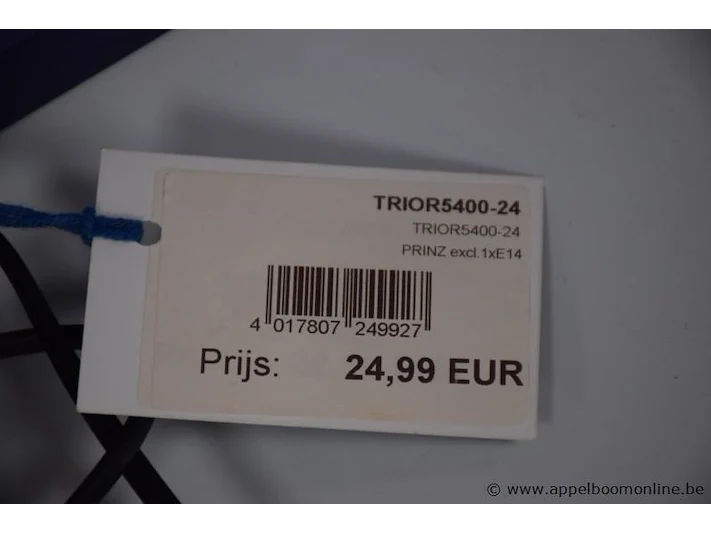 TRIOR5400-24
TRIOR5400-24
PRINZ excl.1xE14
4 017807 249927
Prijs: 24,99 EUR
© www.appelboomonline.be